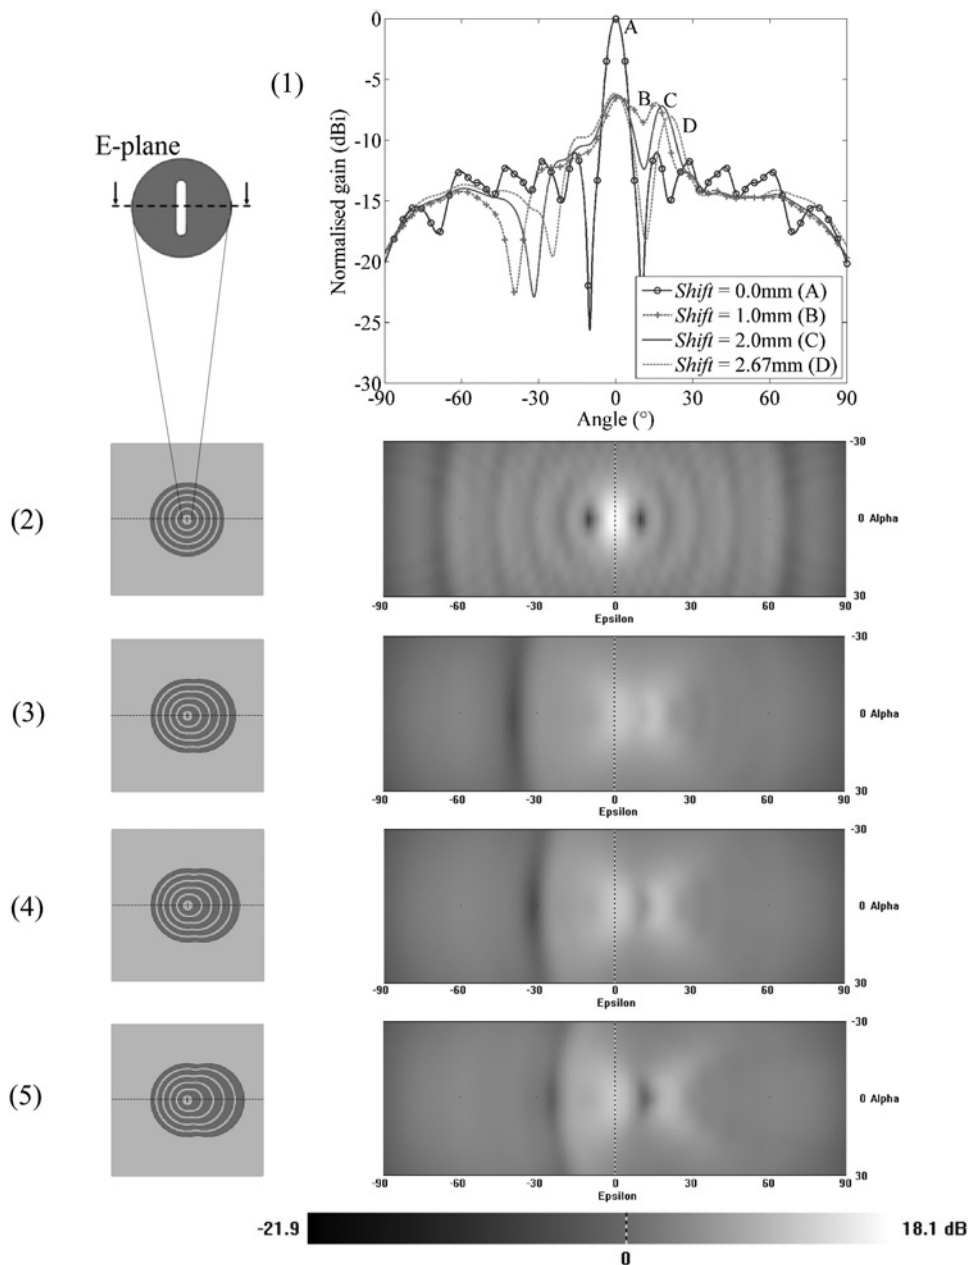 (1)
E-plane
0
-5
-10
-15
-20
-25
-30
Normalised gain (dBi)
A
B
C
D
Shift = 0.0mm (A)
Shift = 1.0mm (B)
Shift = 2.0mm (C)
Shift = 2.67mm (D)
-90 -60 -30 0 30 60 90
Angle (°)
(2)
-30
0 Alpha
30
-90 -60 -30 0 30 60 90
Epsilon
(3)
-30
0 Alpha
30
-90 -60 -30 0 30 60 90
Epsilon
(4)
-30
0 Alpha
30
-90 -60 -30 0 30 60 90
Epsilon
(5)
-30
0 Alpha
30
-90 -60 -30 0 30 60 90
Epsilon
-21.9 18.1 dB
0